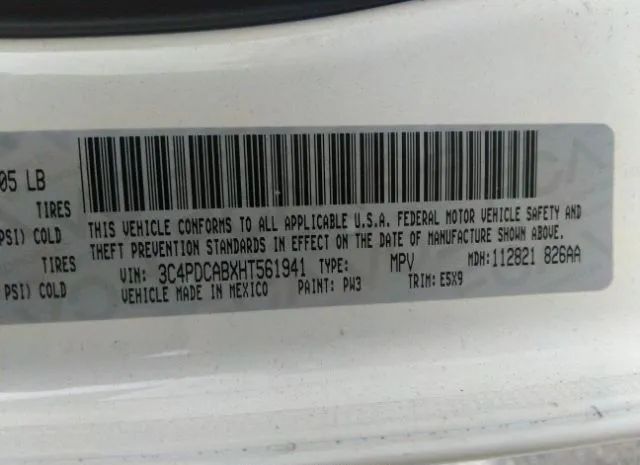 05 LB
TIRES
PSI) COLD
TIRES
PSI) COLD
THIS VEHICLE CONFORMS TO ALL APPLICABLE U.S.A. FEDERAL MOTOR VEHICLE SAFETY AND
THEFT PREVENTION STANDARDS IN EFFECT ON THE DATE OF MANUFACTURE SHOWN ABOVE.
VIN: 3C4PDCABXHT561941 TYPE: MPV MDH: 112821 826AA
VEHICLE MADE IN MEXICO PAINT: PW3 TRIM: E5X9